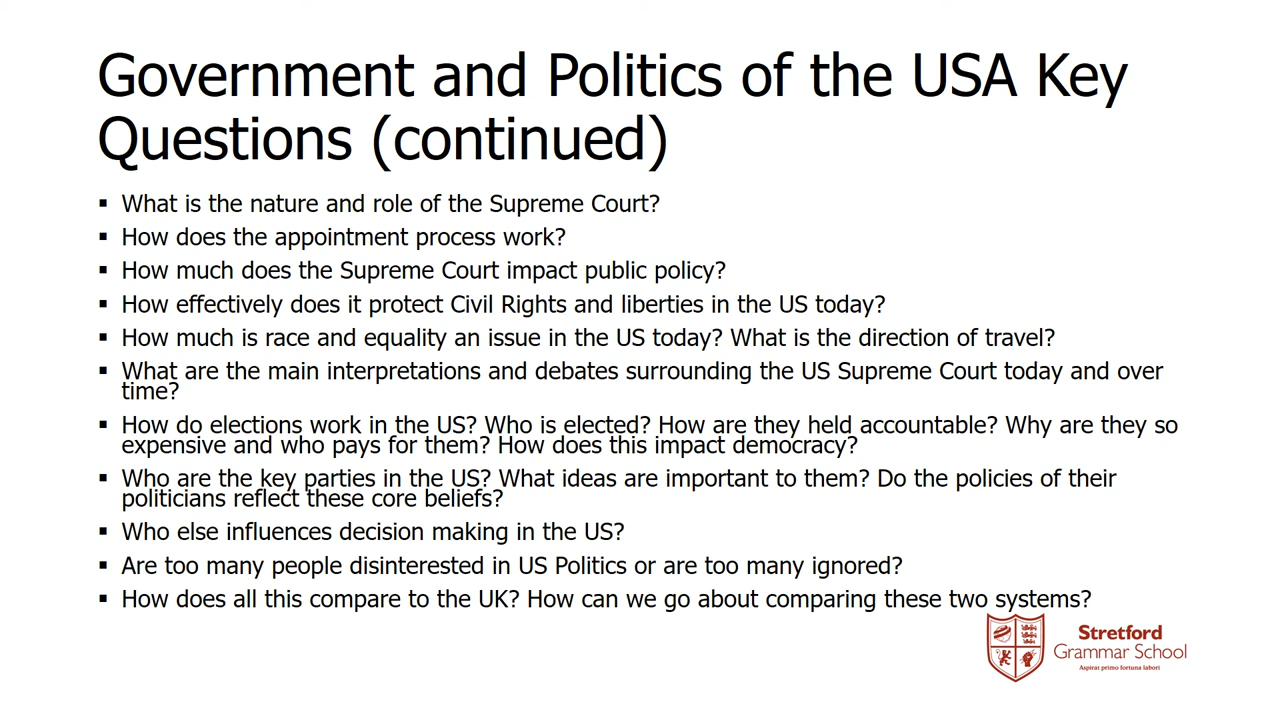 Government and Politics of the USA Key
Questions (continued)
▪ What is the nature and role of the Supreme Court?
▪ How does the appointment process work?
▪ How much does the Supreme Court impact public policy?
▪ How effectively does it protect Civil Rights and liberties in the US today?
▪ How much is race and equality an issue in the US today? What is the direction of travel?
▪ What are the main interpretations and debates surrounding the US Supreme Court today and over
time?
▪ How do elections work in the US? Who is elected? How are they held accountable? Why are they so
expensive and who pays for them? How does this impact democracy?
▪ Who are the key parties in the US? What ideas are important to them? Do the policies of their
politicians reflect these core beliefs?
▪ Who else influences decision making in the US?
▪ Are too many people disinterested in US Politics or are too many ignored?
▪ How does all this compare to the UK? How can we go about comparing these two systems?
Stretford
Grammar School
Aspirat primo fortuna labori